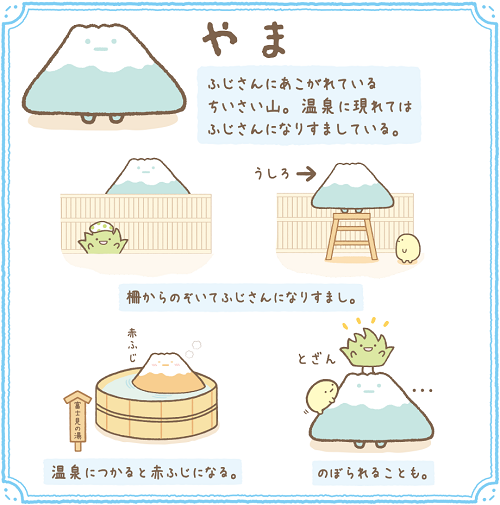 やま
ふじさんにあこがれている
ちいさい山。温泉に現れては
ふじさんになりすましている。
うしろ→
柵からのぞいてふじさんになりすまし。
赤ふじ
富士見の湯
温泉につかると赤ふじになる。
とざん
...
のぼられることも。